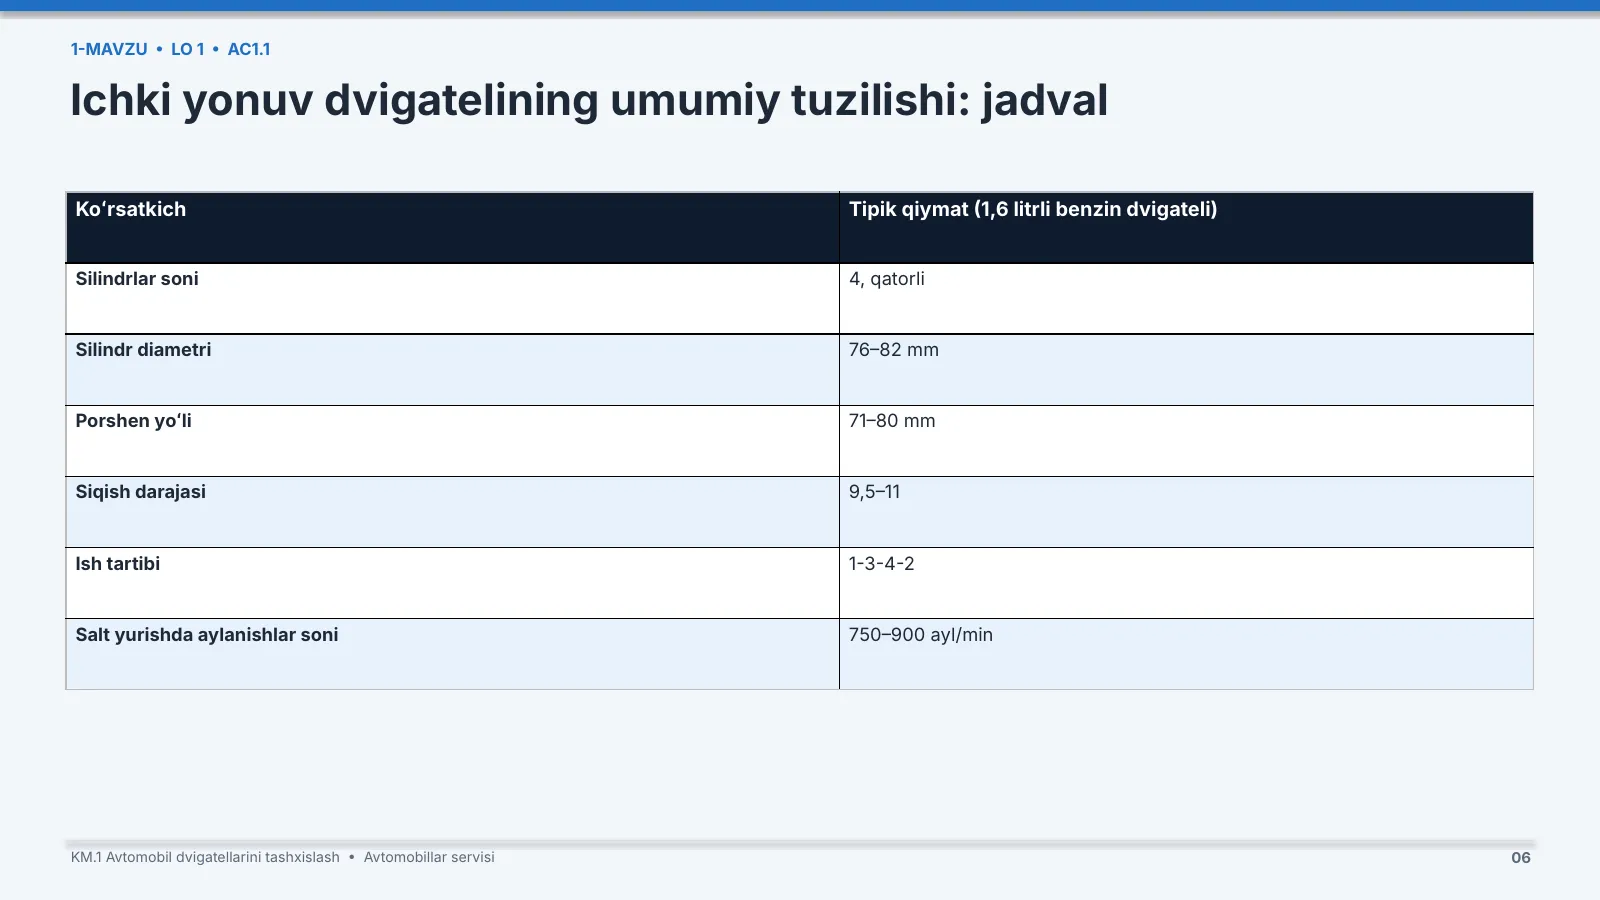 1-MAVZU • LO 1 • AC1.1
Ichki yonuv dvigatelining umumiy tuzilishi: jadval
Koʻrsatkich
Tipik qiymat (1,6 litrli benzin dvigateli)
Silindrlar soni
4, qatorli
Silindr diametri
76–82 mm
Porshen yoʻli
71–80 mm
Siqish darajasi
9,5–11
Ish tartibi
1-3-4-2
Salt yurishda aylanishlar soni
750–900 ayl/min
KM.1 Avtomobil dvigatellarini tashxislash • Avtomobillar servisi
06